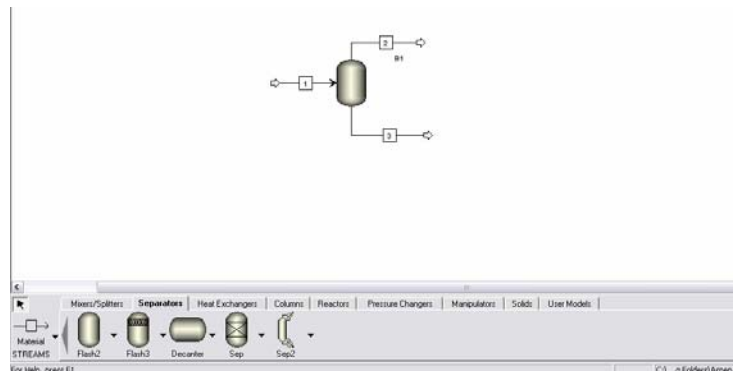 2
B1
1
3
Mixers/Splitters Separators Heat Exchangers Columns Reactors Pressure Changers Manipulators Solids User Models
Material
STREAMS Flash2 Flash3 Decanter Sep Sep2
For Help, press F1